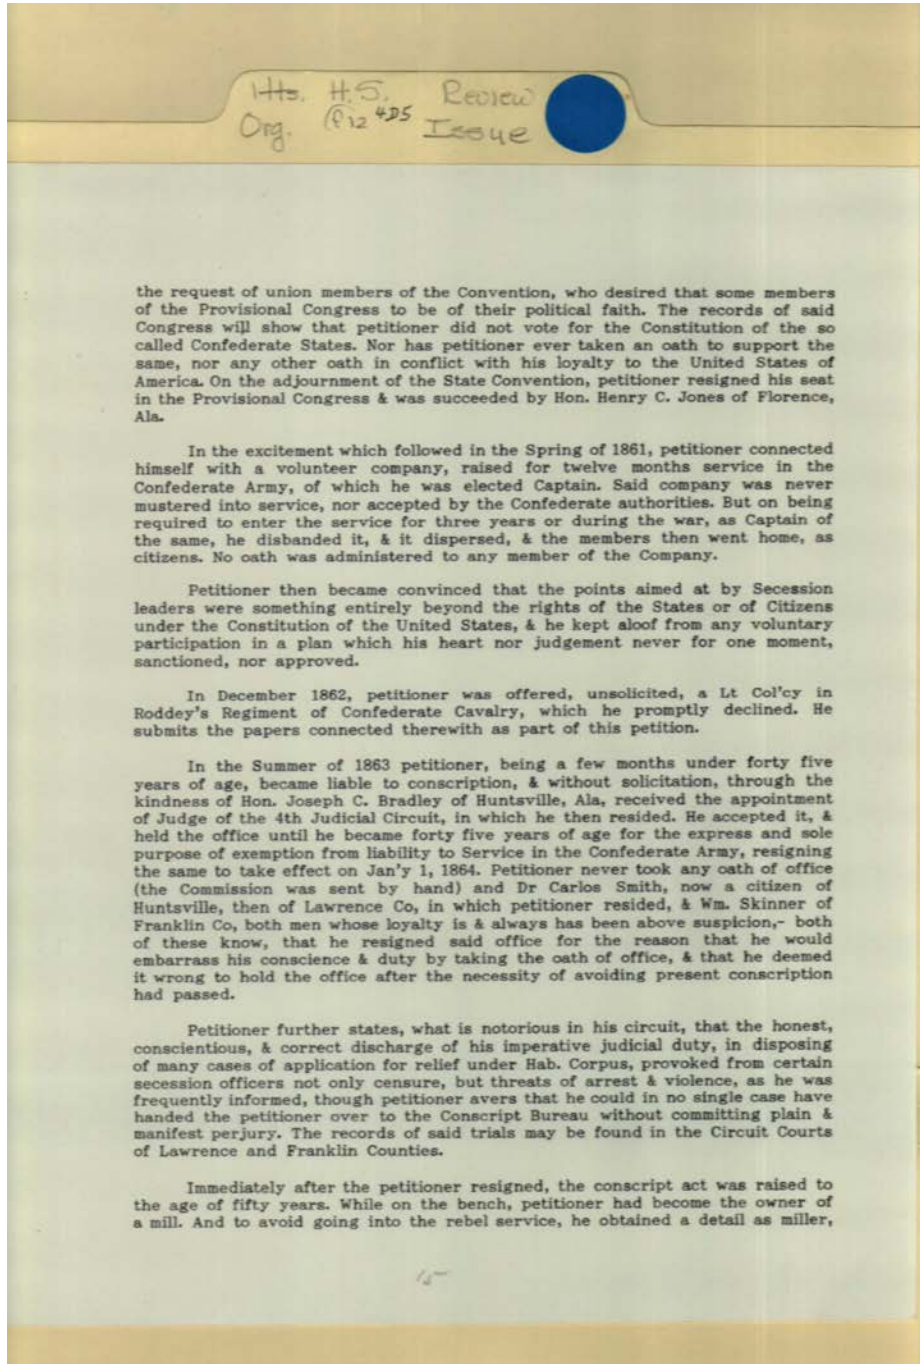 Hts. H.S. Review
Org. P12 4D5 Issue
the request of union members of the Convention, who desired that some members
of the Provisional Congress to be of their political faith. The records of said
Congress will show that petitioner did not vote for the Constitution of the so
called Confederate States. Nor has petitioner ever taken an oath to support the
same, nor any other oath in conflict with his loyalty to the United States of
America. On the adjournment of the State Convention, petitioner resigned his seat
in the Provisional Congress & was succeeded by Hon. Henry C. Jones of Florence,
Ala.
In the excitement which followed in the Spring of 1861, petitioner connected
himself with a volunteer company, raised for twelve months service in the
Confederate Army, of which he was elected Captain. Said company was never
mustered into service, nor accepted by the Confederate authorities. But on being
required to enter the service for three years or during the war, as Captain of
the same, he disbanded it, & it dispersed, & the members then went home, as
citizens. No oath was administered to any member of the Company.
Petitioner then became convinced that the points aimed at by Secession
leaders were something entirely beyond the rights of the States or of Citizens
under the Constitution of the United States, & he kept aloof from any voluntary
participation in a plan which his heart nor judgement never for one moment,
sanctioned, nor approved.
In December 1862, petitioner was offered, unsolicited, a Lt Col'cy in
Roddey's Regiment of Confederate Cavalry, which he promptly declined. He
submits the papers connected therewith as part of this petition.
In the Summer of 1863 petitioner, being a few months under forty five
years of age, became liable to conscription, & without solicitation, through the
kindness of Hon. Joseph C. Bradley of Huntsville, Ala, received the appointment
of Judge of the 4th Judicial Circuit, in which he then resided. He accepted it, &
held the office until he became forty five years of age for the express and sole
purpose of exemption from liability to Service in the Confederate Army, resigning
the same to take effect on Jan'y 1, 1864. Petitioner never took any oath of office
(the Commission was sent by hand) and Dr Carlos Smith, now a citizen of
Huntsville, then of Lawrence Co, in which petitioner resided, & Wm. Skinner of
Franklin Co, both men whose loyalty is & always has been above suspicion,- both
of these know, that he resigned said office for the reason that he would
embarrass his conscience & duty by taking the oath of office, & that he deemed
it wrong to hold the office after the necessity of avoiding present conscription
had passed.
Petitioner further states, what is notorious in his circuit, that the honest,
conscientious, & correct discharge of his imperative judicial duty, in disposing
of many cases of application for relief under Hab. Corpus, provoked from certain
secession officers not only censure, but threats of arrest & violence, as he was
frequently informed, though petitioner avers that he could in no single case have
handed the petitioner over to the Conscript Bureau without committing plain &
manifest perjury. The records of said trials may be found in the Circuit Courts
of Lawrence and Franklin Counties.
Immediately after the petitioner resigned, the conscript act was raised to
the age of fifty years. While on the bench, petitioner had become the owner of
a mill. And to avoid going into the rebel service, he obtained a detail as miller,
15